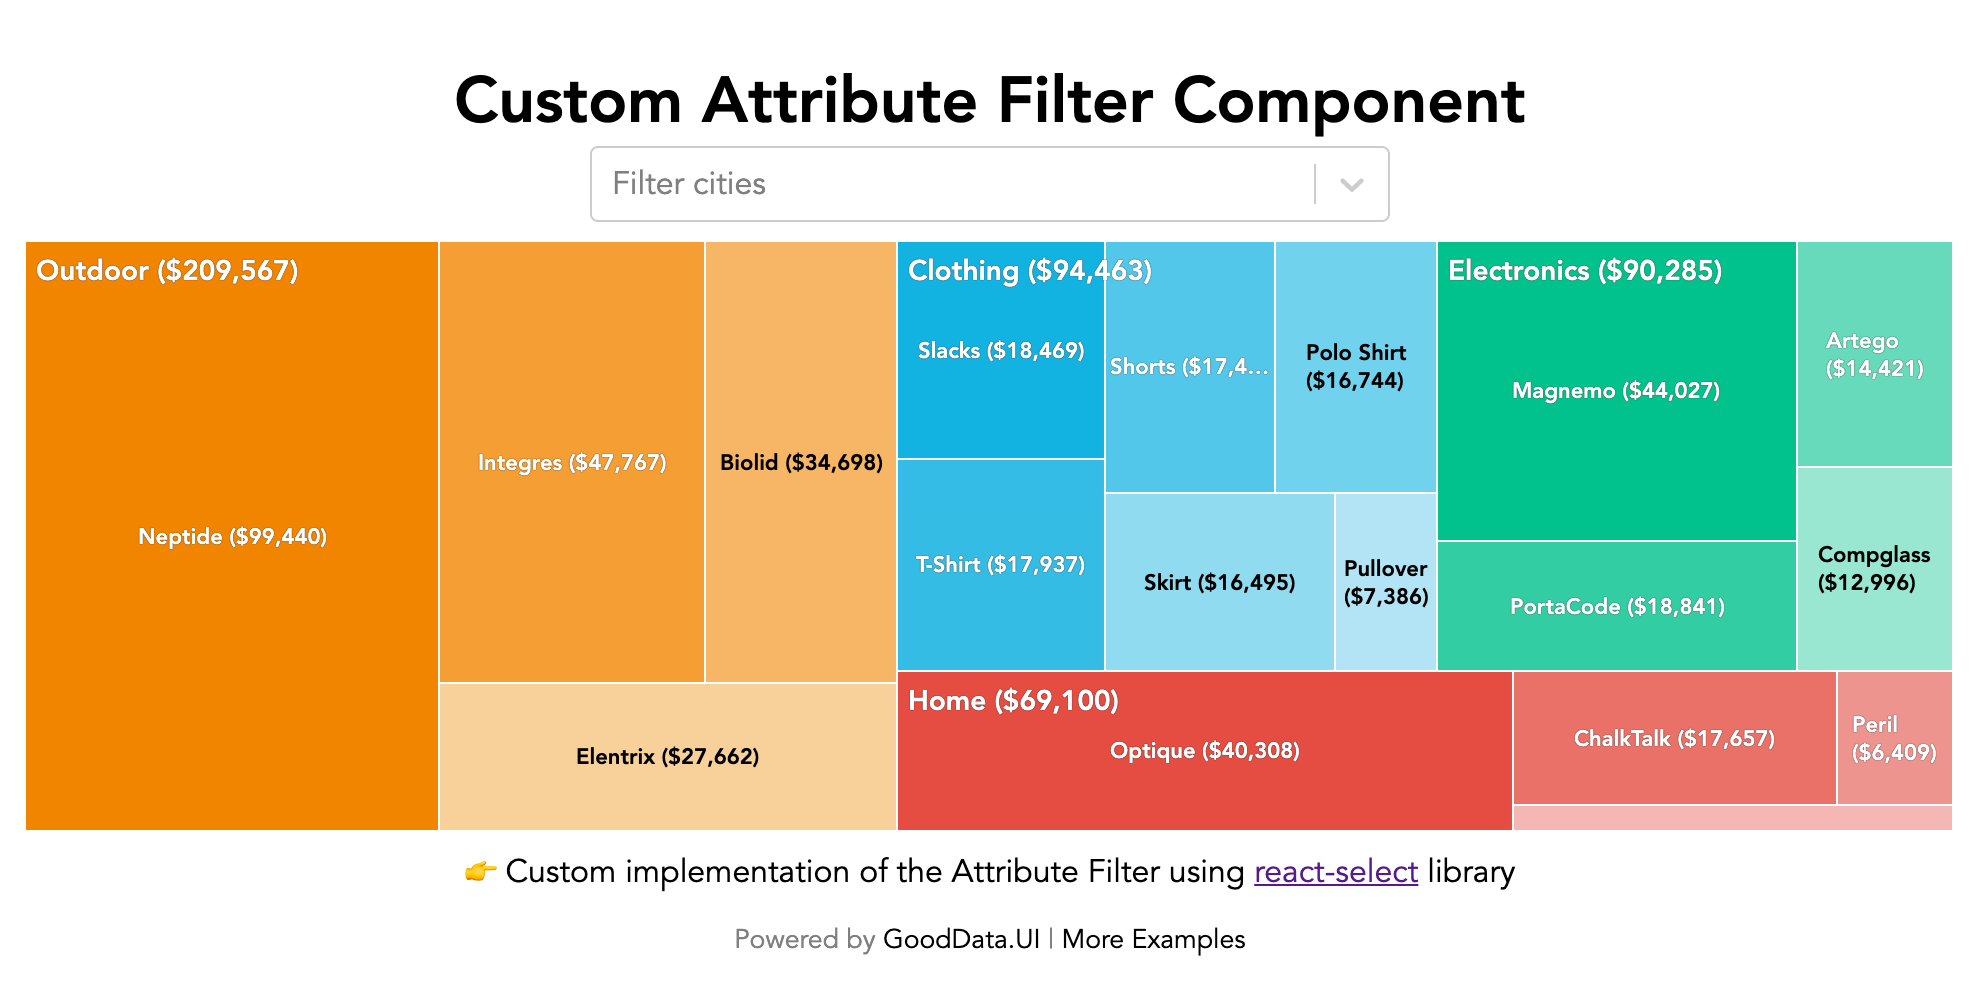 Custom Attribute Filter Component
Filter cities
Outdoor ($209,567)
Neptide ($99,440)
Integres ($47,767)
Biolid ($34,698)
Elentrix ($27,662)
Clothing ($94,463)
Slacks ($18,469)
Shorts ($17,4...
Polo Shirt
($16,744)
T-Shirt ($17,937)
Skirt ($16,495)
Pullover
($7,386)
Electronics ($90,285)
Magnemo ($44,027)
Artego
($14,421)
PortaCode ($18,841)
Compglass
($12,996)
Home ($69,100)
Optique ($40,308)
ChalkTalk ($17,657)
Peril
($6,409)
👉 Custom implementation of the Attribute Filter using react-select library
Powered by GoodData.UI | More Examples